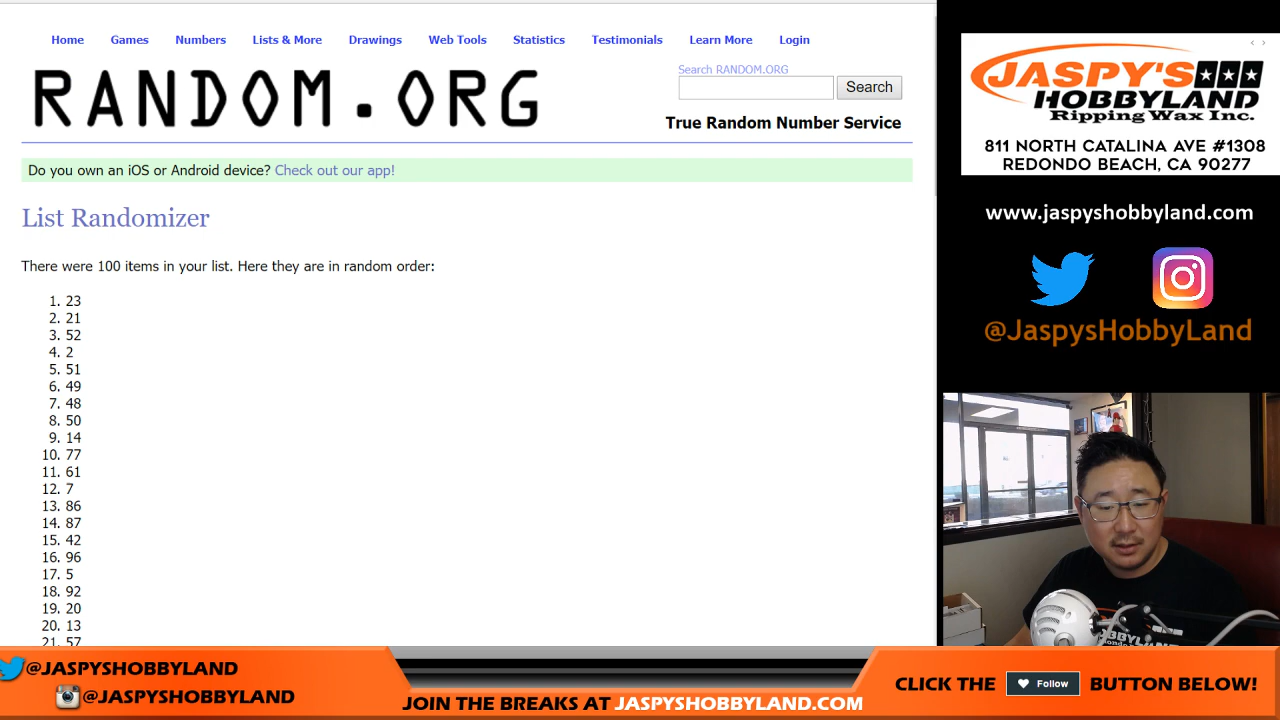 Home Games Numbers Lists & More Drawings Web Tools Statistics Testimonials Learn More Login
RANDOM.ORG
Search RANDOM.ORG
Search
True Random Number Service
Do you own an iOS or Android device? Check out our app!
List Randomizer
There were 100 items in your list. Here they are in random order:
1. 23
2. 21
3. 52
4. 2
5. 51
6. 49
7. 48
8. 50
9. 14
10. 77
11. 61
12. 7
13. 86
14. 87
15. 42
16. 96
17. 5
18. 92
19. 20
20. 13
21. 57
JASPY'S
HOBBYLAND
Ripping Wax Inc.
811 NORTH CATALINA AVE #1308
REDONDO BEACH, CA 90277
www.jaspyshobbyland.com
@JaspysHobbyLand
@JASPYSHOBBYLAND
@JASPYSHOBBYLAND
JOIN THE BREAKS AT JASPYSHOBBYLAND.COM
CLICK THE Follow BUTTON BELOW!